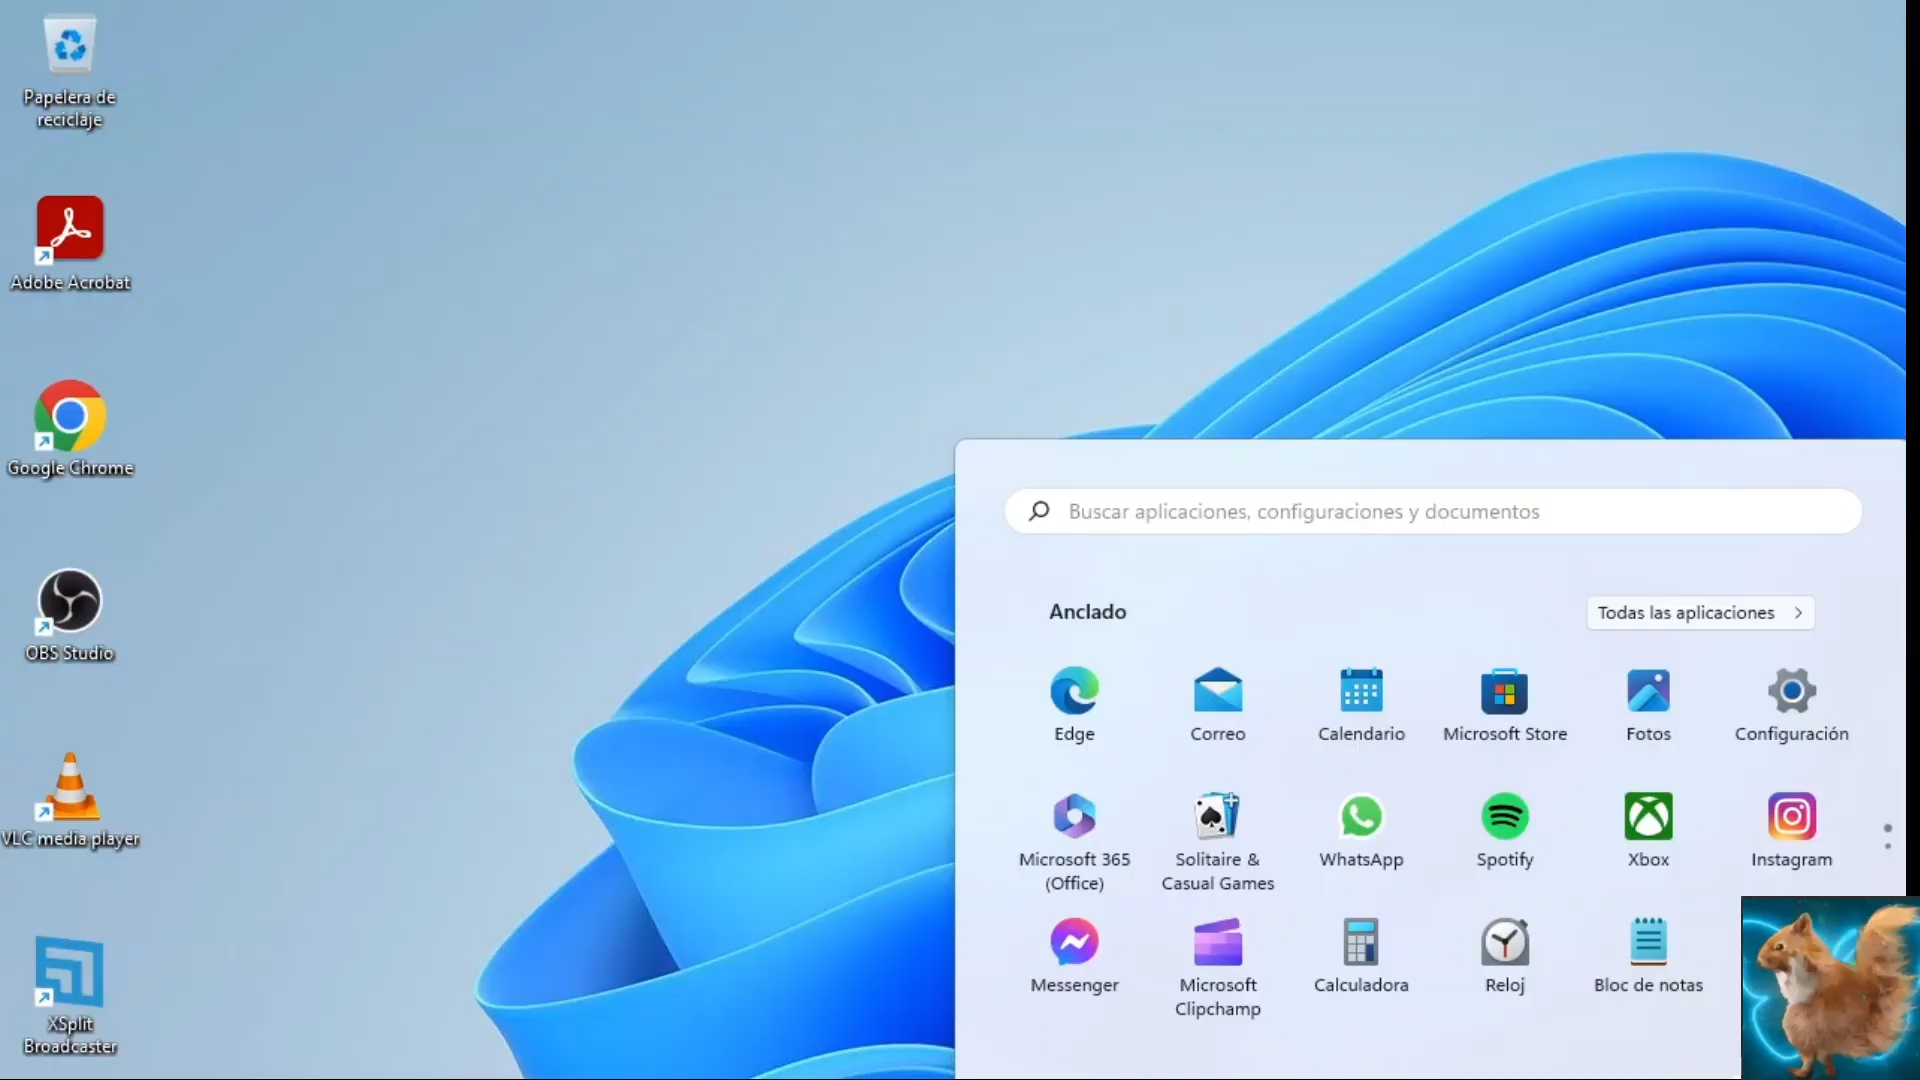 Papelera de
reciclaje
Adobe Acrobat
Google Chrome
OBS Studio
VLC media player
XSplit
Broadcaster
Buscar aplicaciones, configuraciones y documentos
Anclado
Todas las aplicaciones
Edge
Correo
Calendario
Microsoft Store
Fotos
Configuración
Microsoft 365
(Office)
Solitaire &
Casual Games
WhatsApp
Spotify
Xbox
Instagram
Messenger
Microsoft
Clipchamp
Calculadora
Reloj
Bloc de notas